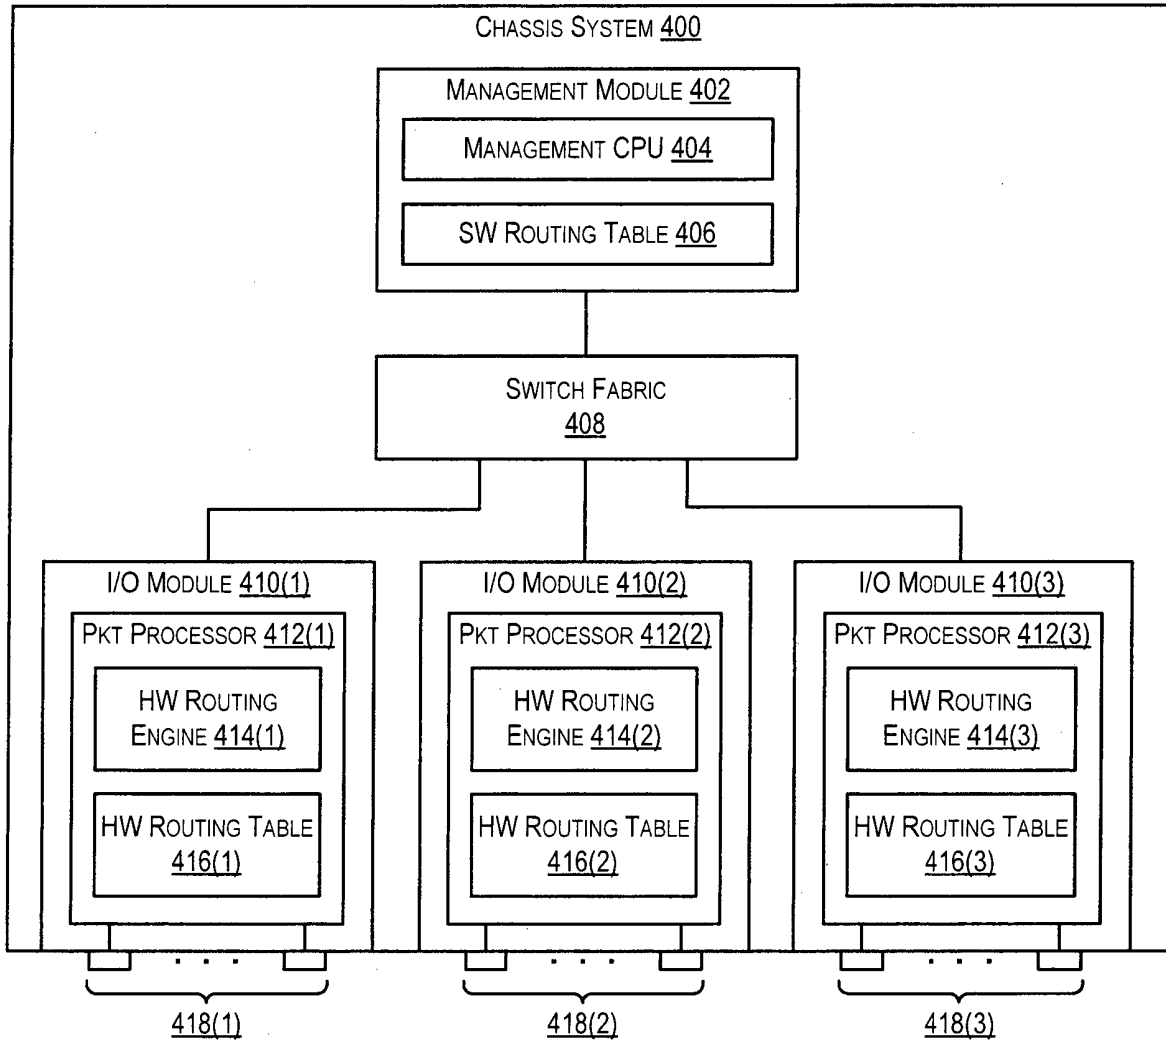 CHASSIS SYSTEM 400
MANAGEMENT MODULE 402
MANAGEMENT CPU 404
SW ROUTING TABLE 406
SWITCH FABRIC
408
I/O MODULE 410(1)
PKT PROCESSOR 412(1)
HW ROUTING
ENGINE 414(1)
HW ROUTING TABLE
416(1)
418(1)
I/O MODULE 410(2)
PKT PROCESSOR 412(2)
HW ROUTING
ENGINE 414(2)
HW ROUTING TABLE
416(2)
418(2)
I/O MODULE 410(3)
PKT PROCESSOR 412(3)
HW ROUTING
ENGINE 414(3)
HW ROUTING TABLE
416(3)
418(3)